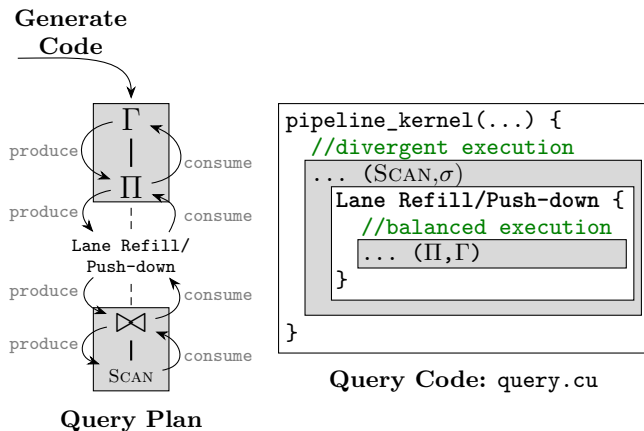 Generate
Code
Γ
produce
consume
Π
produce
consume
Lane Refill/
Push-down
produce
consume
⋈
produce
consume
SCAN
Query Plan
pipeline_kernel(...) {
//divergent execution
... (SCAN,σ)
Lane Refill/Push-down {
//balanced execution
... (Π,Γ)
}
}
Query Code: query.cu